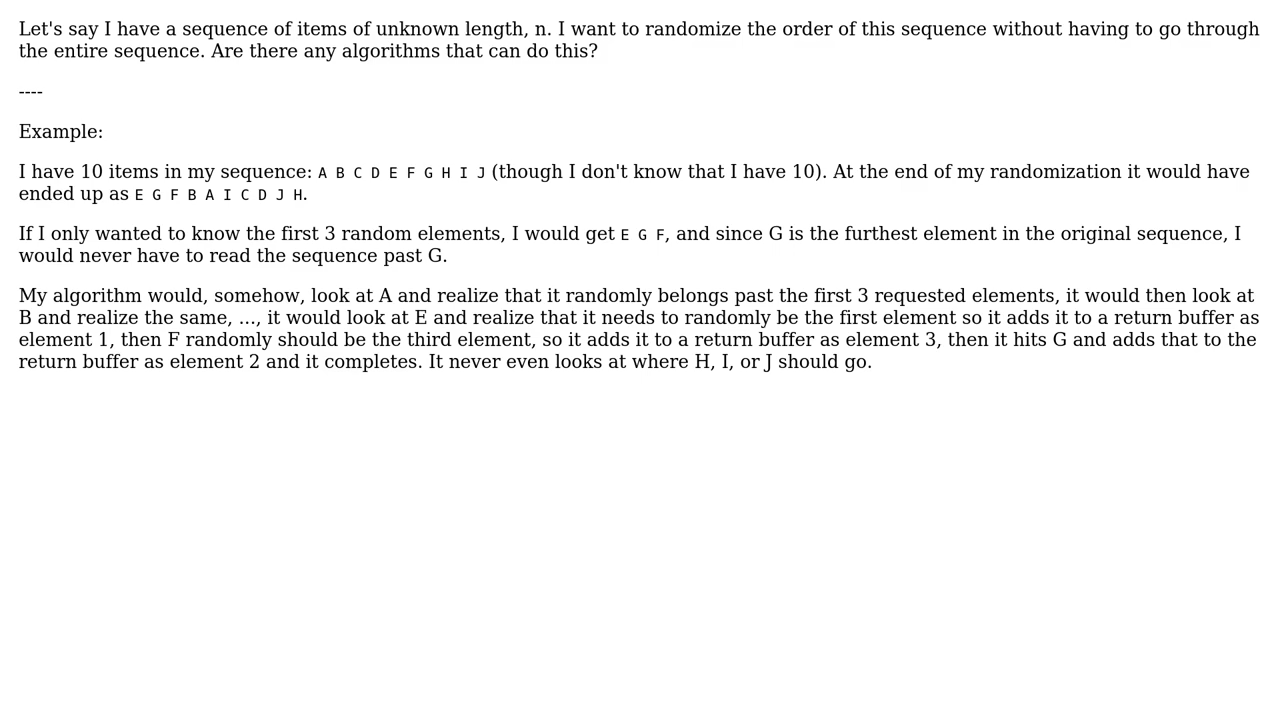 Let's say I have a sequence of items of unknown length, n. I want to randomize the order of this sequence without having to go through
the entire sequence. Are there any algorithms that can do this?
----
Example:
I have 10 items in my sequence: A B C D E F G H I J (though I don't know that I have 10). At the end of my randomization it would have
ended up as E G F B A I C D J H.
If I only wanted to know the first 3 random elements, I would get E G F, and since G is the furthest element in the original sequence, I
would never have to read the sequence past G.
My algorithm would, somehow, look at A and realize that it randomly belongs past the first 3 requested elements, it would then look at
B and realize the same, ..., it would look at E and realize that it needs to randomly be the first element so it adds it to a return buffer as
element 1, then F randomly should be the third element, so it adds it to a return buffer as element 3, then it hits G and adds that to the
return buffer as element 2 and it completes. It never even looks at where H, I, or J should go.